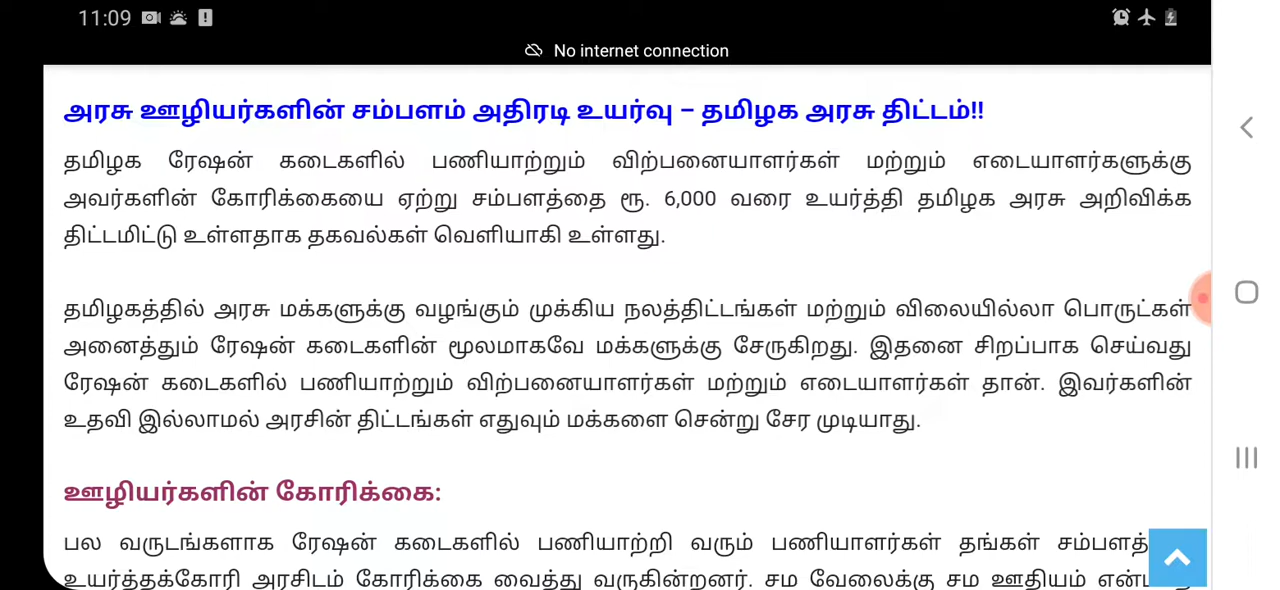 11:09
No internet connection
அரசு ஊழியர்களின் சம்பளம் அதிரடி உயர்வு – தமிழக அரசு திட்டம்!!
தமிழக ரேஷன் கடைகளில் பணியாற்றும் விற்பனையாளர்கள் மற்றும் எடையாளர்களுக்கு
அவர்களின் கோரிக்கையை ஏற்று சம்பளத்தை ரூ. 6,000 வரை உயர்த்தி தமிழக அரசு அறிவிக்க
திட்டமிட்டு உள்ளதாக தகவல்கள் வெளியாகி உள்ளது.
தமிழகத்தில் அரசு மக்களுக்கு வழங்கும் முக்கிய நலத்திட்டங்கள் மற்றும் விலையில்லா பொருட்கள்
அனைத்தும் ரேஷன் கடைகளின் மூலமாகவே மக்களுக்கு சேருகிறது. இதனை சிறப்பாக செய்வது
ரேஷன் கடைகளில் பணியாற்றும் விற்பனையாளர்கள் மற்றும் எடையாளர்கள் தான். இவர்களின்
உதவி இல்லாமல் அரசின் திட்டங்கள் எதுவும் மக்களை சென்று சேர முடியாது.
ஊழியர்களின் கோரிக்கை:
பல வருடங்களாக ரேஷன் கடைகளில் பணியாற்றி வரும் பணியாளர்கள் தங்கள்
உயர்த்தக்கோரி அரசிடம் கோரிக்கை வைத்து வருகின்றனர். சம வேலைக்கு சம ஊதியம்